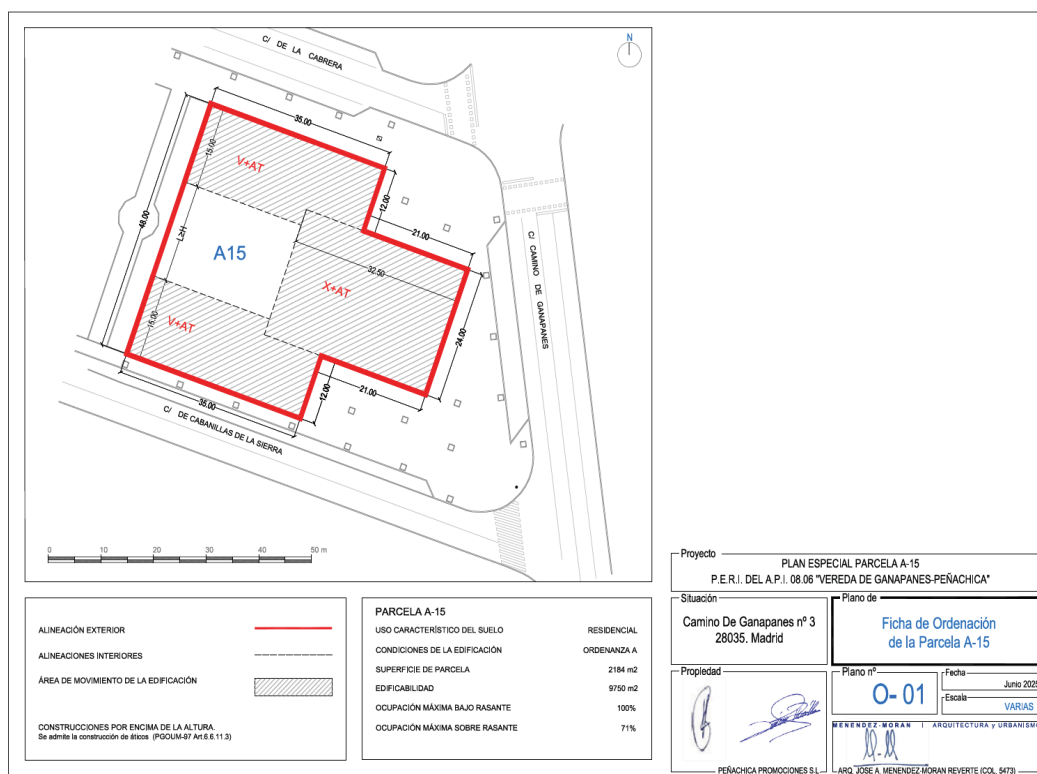 C/ DE LA CABRERA
N
35.00
15.00
V+AT
12.00
48.00
L≥H
21.00
A15
32.50
X+AT
C/ CAMINO DE GANAPANES
15.00
V+AT
24.00
21.00
12.00
35.00
C/ DE CABANILLAS DE LA SIERRA
0 10 20 30 40 50 m
ALINEACIÓN EXTERIOR
ALINEACIONES INTERIORES
ÁREA DE MOVIMIENTO DE LA EDIFICACIÓN
CONSTRUCCIONES POR ENCIMA DE LA ALTURA.
Se admite la construcción de áticos (PGOUM-97 Art.6.6.11.3)
PARCELA A-15
USO CARACTERÍSTICO DEL SUELO RESIDENCIAL
CONDICIONES DE LA EDIFICACIÓN ORDENANZA A
SUPERFICIE DE PARCELA 2184 m2
EDIFICABILIDAD 9750 m2
OCUPACIÓN MÁXIMA BAJO RASANTE 100%
OCUPACIÓN MÁXIMA SOBRE RASANTE 71%
Proyecto
PLAN ESPECIAL PARCELA A-15
P.E.R.I. DEL A.P.I. 08.06 "VEREDA DE GANAPANES-PEÑACHICA"
Situación
Camino De Ganapanes nº 3
28035. Madrid
Plano de
Ficha de Ordenación
de la Parcela A-15
Propiedad
PEÑACHICA PROMOCIONES S.L.
Plano nº
O-01
Fecha
Junio 2025
Escala
VARIAS
MENENDEZ-MORAN | ARQUITECTURA y URBANISMO
ARQ. JOSE A. MENENDEZ-MORAN REVERTE (COL. 5473)